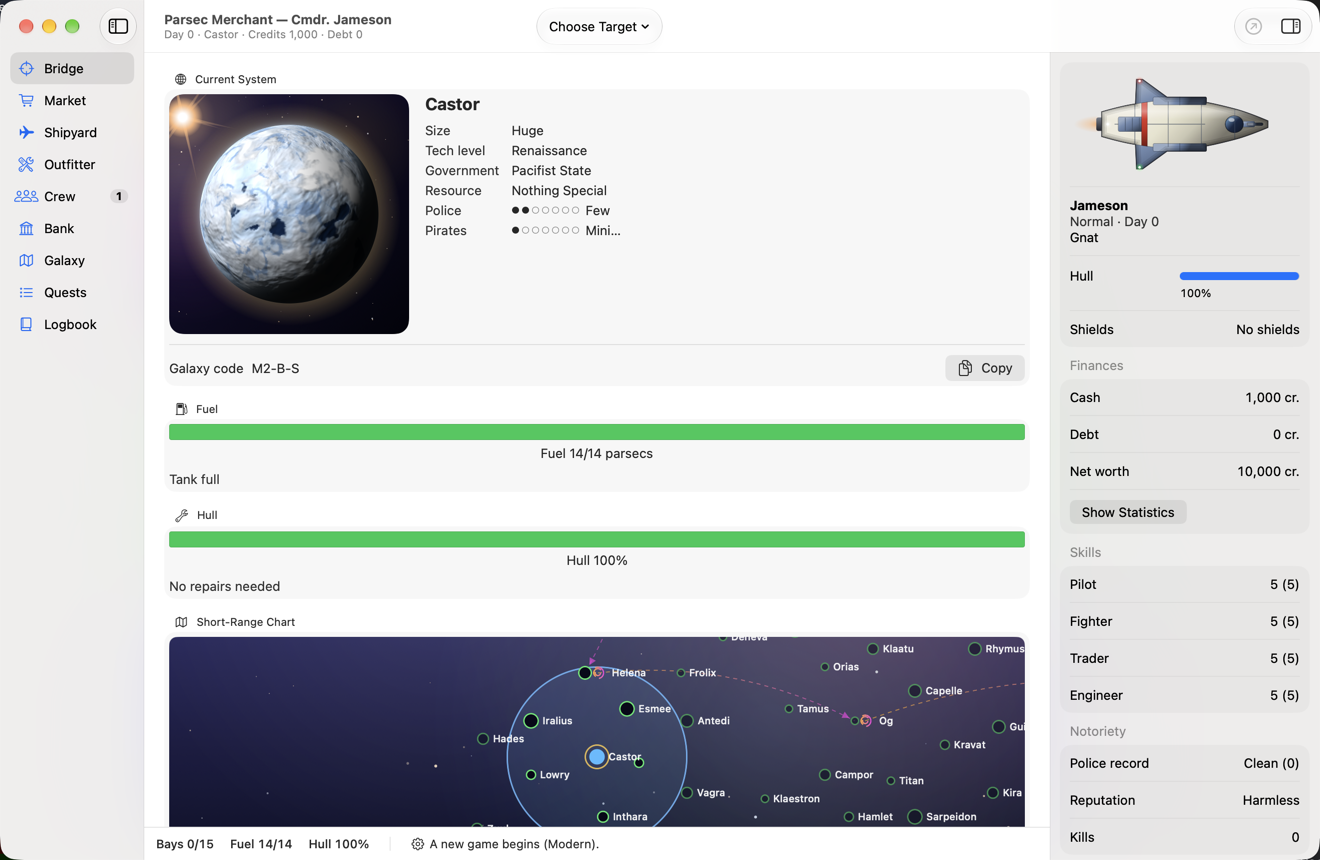 Parsec Merchant — Cmdr. Jameson
Day 0 · Castor · Credits 1,000 · Debt 0
Choose Target
Bridge
Market
Shipyard
Outfitter
Crew 1
Bank
Galaxy
Quests
Logbook
Current System
Castor
Size Huge
Tech level Renaissance
Government Pacifist State
Resource Nothing Special
Police Few
Pirates Mini...
Galaxy code M2-B-S
Copy
Fuel
Fuel 14/14 parsecs
Tank full
Hull
Hull 100%
No repairs needed
Short-Range Chart
Deneva
Klaatu
Rhymus
Orias
Helena
Frolix
Capelle
Esmee
Tamus
Iralius
Antedi
Og
Gui
Hades
Kravat
Castor
Lowry
Campor
Titan
Vagra
Klaestron
Kira
Inthara
Hamlet
Sarpeidon
Bays 0/15 Fuel 14/14 Hull 100% A new game begins (Modern).
Jameson
Normal · Day 0
Gnat
Hull
100%
Shields No shields
Finances
Cash 1,000 cr.
Debt 0 cr.
Net worth 10,000 cr.
Show Statistics
Skills
Pilot 5 (5)
Fighter 5 (5)
Trader 5 (5)
Engineer 5 (5)
Notoriety
Police record Clean (0)
Reputation Harmless
Kills 0